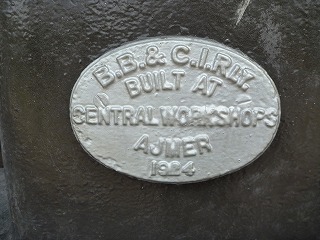 B.B.& C.I.RLY.
BUILT AT
CENTRAL WORKSHOPS
AJMER
1924